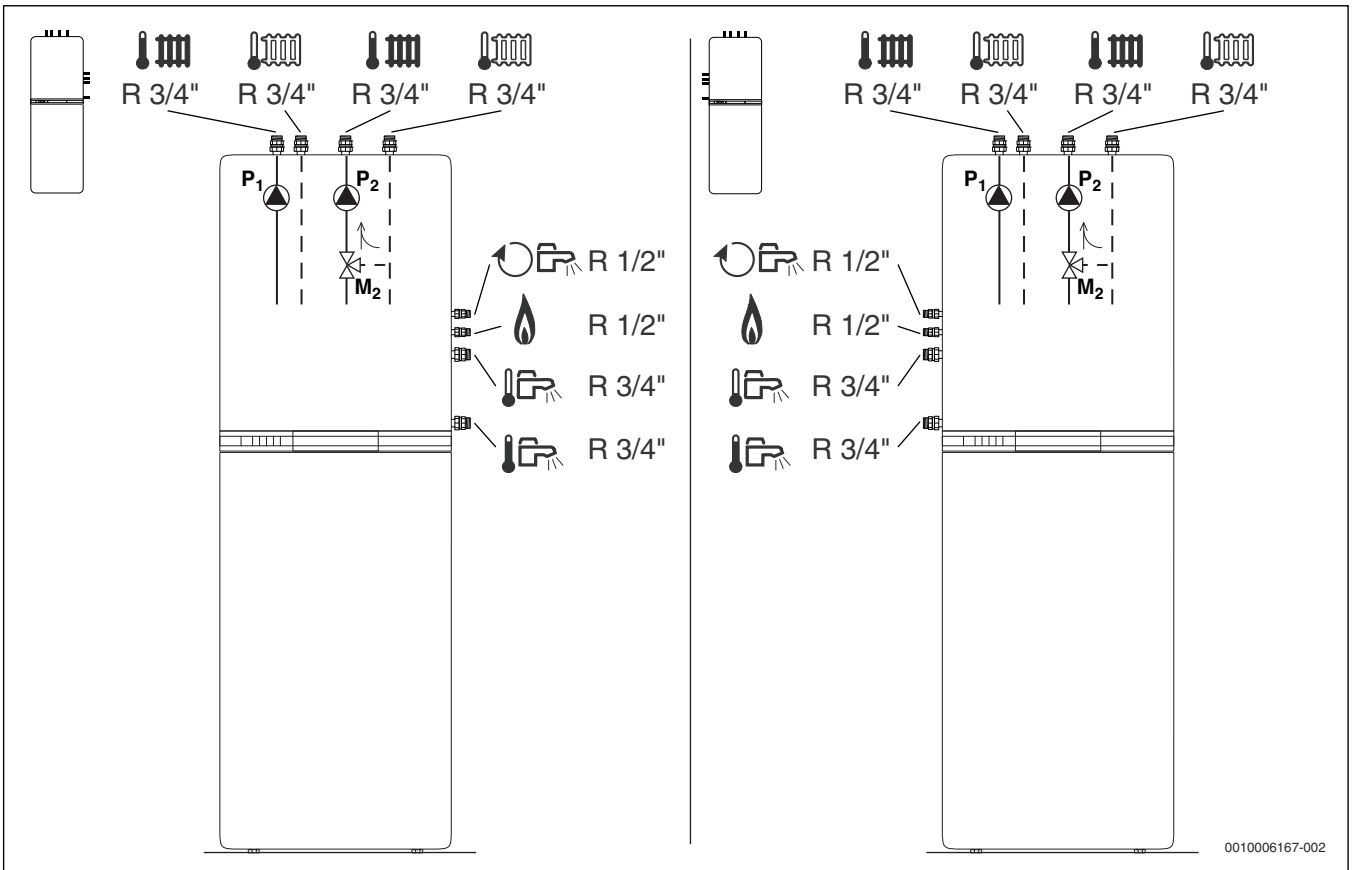 R 3/4" R 3/4" R 3/4" R 3/4"
P1 P2
M2
R 1/2"
R 1/2"
R 3/4"
R 3/4"
R 3/4" R 3/4" R 3/4" R 3/4"
P1 P2
M2
R 1/2"
R 1/2"
R 3/4"
R 3/4"
0010006167-002